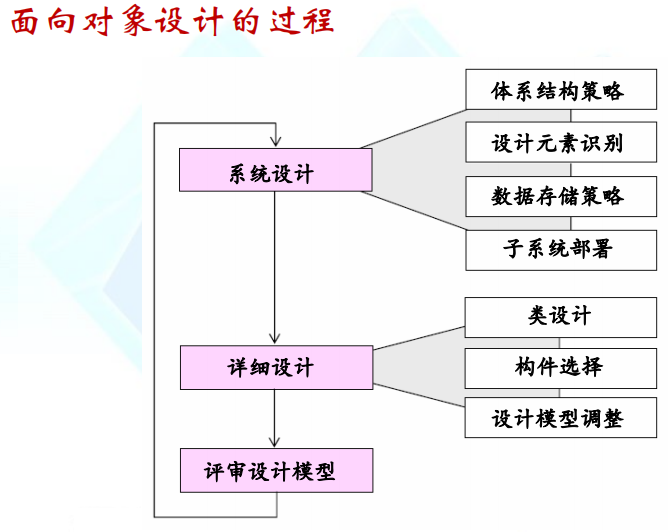 面向对象设计的过程
体系结构策略
设计元素识别
系统设计
数据存储策略
子系统部署
类设计
详细设计
构件选择
设计模型调整
评审设计模型